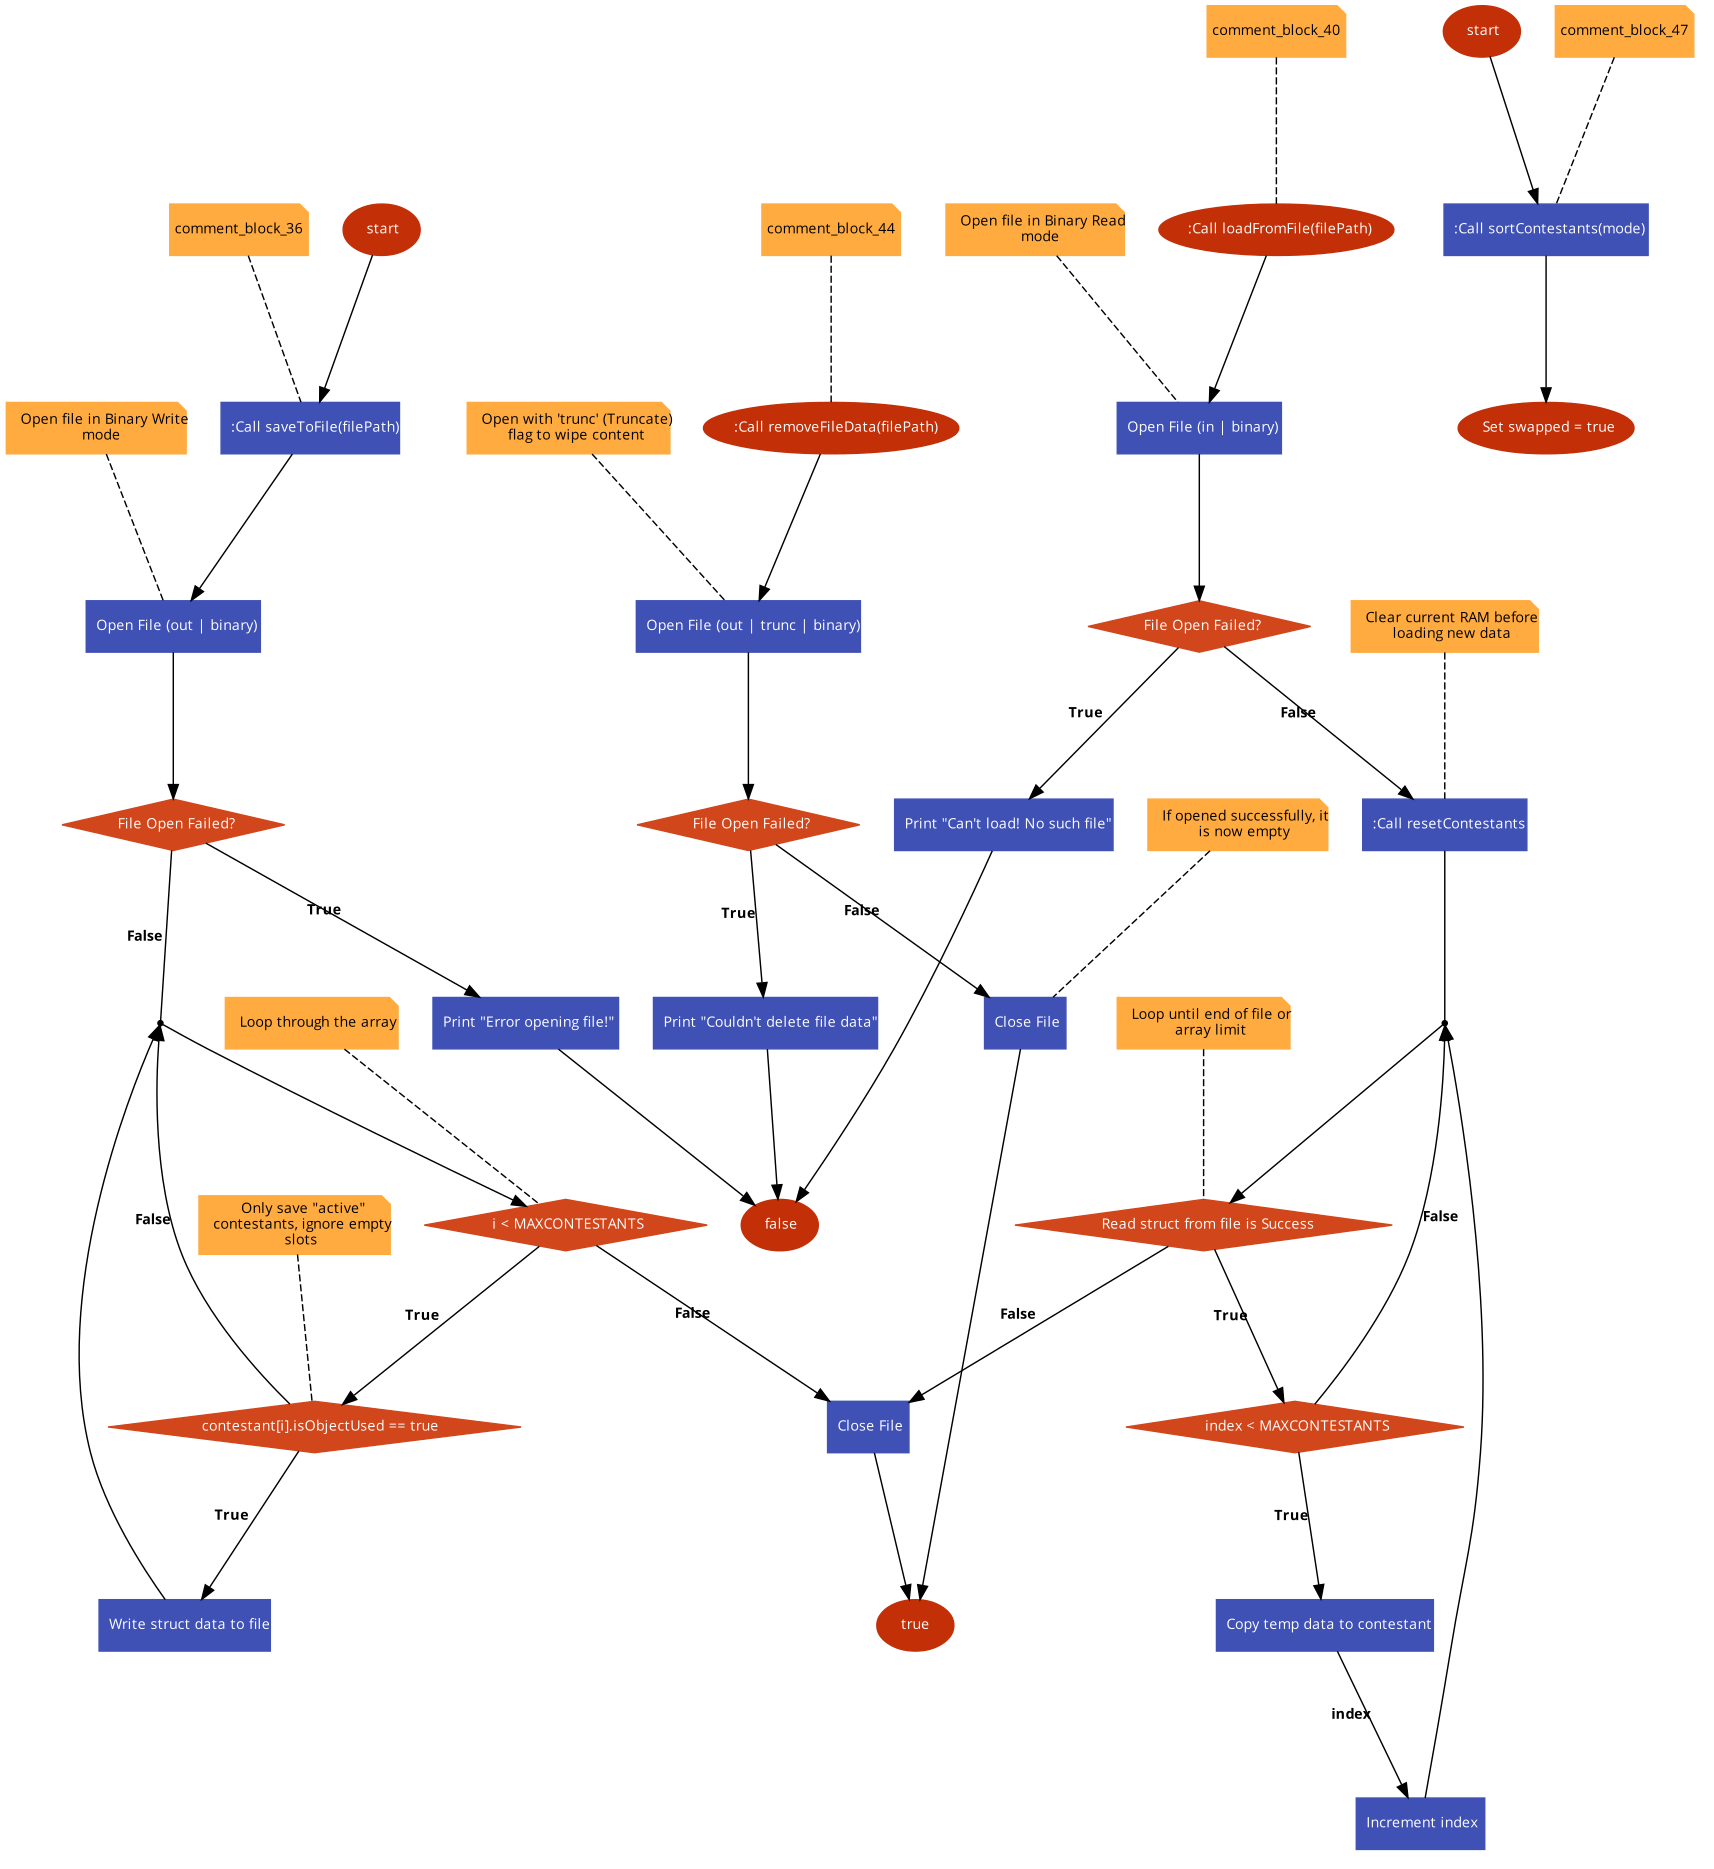 comment_block_40
start
comment_block_47
comment_block_36
start
comment_block_44
Open file in Binary Read
mode
:Call loadFromFile(filePath)
:Call sortContestants(mode)
Open file in Binary Write
mode
:Call saveToFile(filePath)
Open with 'trunc' (Truncate)
flag to wipe content
:Call removeFileData(filePath)
Open File (in | binary)
Set swapped = true
Open File (out | binary)
Open File (out | trunc | binary)
File Open Failed?
Clear current RAM before
loading new data
True
False
File Open Failed?
File Open Failed?
Print "Can't load! No such file"
If opened successfully, it
is now empty
:Call resetContestants
False
True
True
False
Loop through the array
Print "Error opening file!"
Print "Couldn't delete file data"
Close File
Loop until end of file or
array limit
False
Only save "active"
contestants, ignore empty
slots
i < MAXCONTESTANTS
false
Read struct from file is Success
False
True
False
False
True
contestant[i].isObjectUsed == true
Close File
index < MAXCONTESTANTS
True
True
Write struct data to file
true
Copy temp data to contestant
index
Increment index